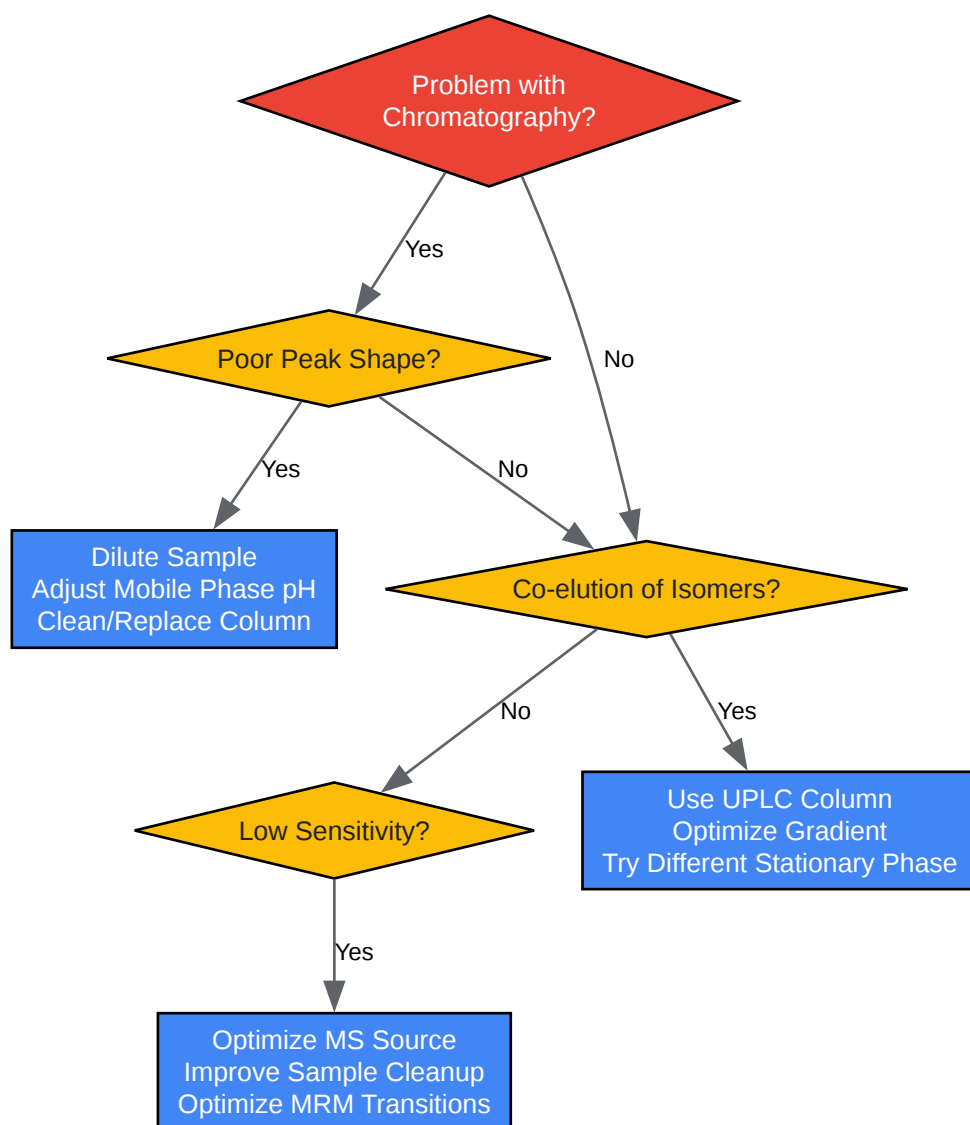 Problem with
Chromatography?
Yes
No
Poor Peak Shape?
Yes
No
Dilute Sample
Adjust Mobile Phase pH
Clean/Replace Column
Co-elution of Isomers?
No
Yes
Low Sensitivity?
Use UPLC Column
Optimize Gradient
Try Different Stationary Phase
Yes
Optimize MS Source
Improve Sample Cleanup
Optimize MRM Transitions